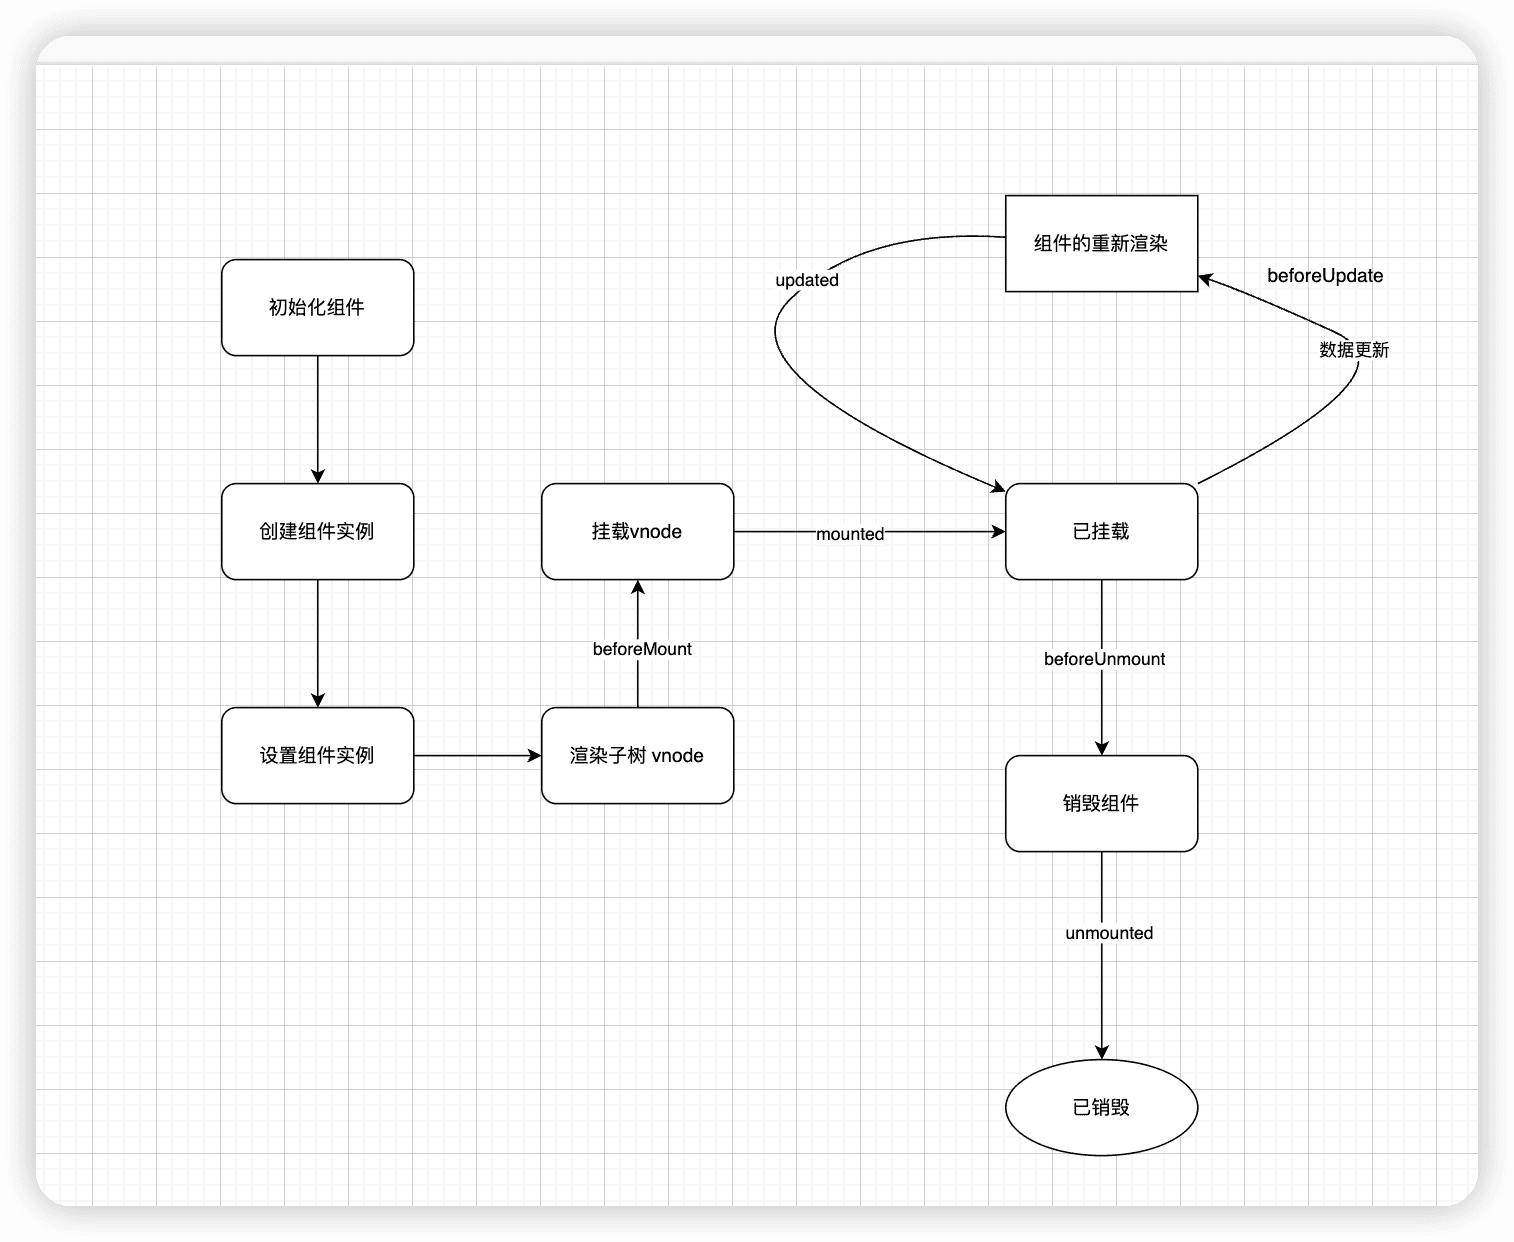 组件的重新渲染
updated
beforeUpdate
初始化组件
数据更新
创建组件实例
挂载vnode
mounted
已挂载
beforeMount
beforeUnmount
设置组件实例
渲染子树 vnode
销毁组件
unmounted
已销毁